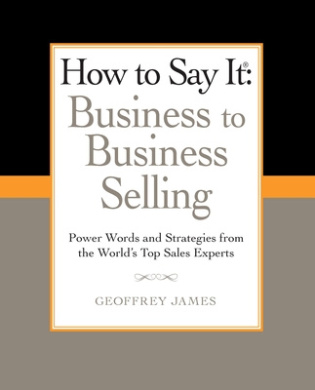 How to Say It®:
Business to
Business
Selling
Power Words and Strategies from
the World's Top Sales Experts
GEOFFREY JAMES